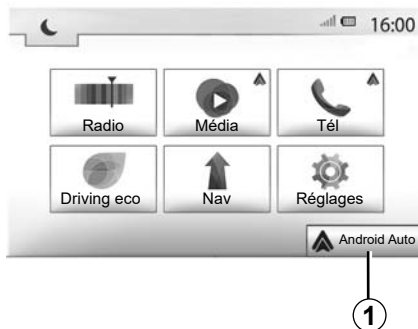 16:00
Radio
Média
Tél
Driving eco
Nav
Réglages
Android Auto
1